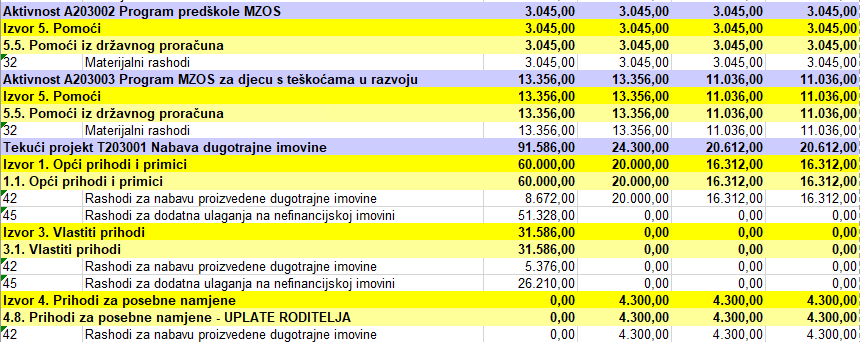 Aktivnost A203002 Program predškole MZOS 3.045,00 3.045,00 3.045,00 3.045,00
Izvor 5. Pomoći 3.045,00 3.045,00 3.045,00 3.045,00
5.5. Pomoći iz državnog proračuna 3.045,00 3.045,00 3.045,00 3.045,00
32 Materijalni rashodi 3.045,00 3.045,00 3.045,00 3.045,00
Aktivnost A203003 Program MZOS za djecu s teškoćama u razvoju 13.356,00 13.356,00 11.036,00 11.036,00
Izvor 5. Pomoći 13.356,00 13.356,00 11.036,00 11.036,00
5.5. Pomoći iz državnog proračuna 13.356,00 13.356,00 11.036,00 11.036,00
32 Materijalni rashodi 13.356,00 13.356,00 11.036,00 11.036,00
Tekući projekt T203001 Nabava dugotrajne imovine 91.586,00 24.300,00 20.612,00 20.612,00
Izvor 1. Opći prihodi i primici 60.000,00 20.000,00 16.312,00 16.312,00
1.1. Opći prihodi i primici 60.000,00 20.000,00 16.312,00 16.312,00
42 Rashodi za nabavu proizvedene dugotrajne imovine 8.672,00 20.000,00 16.312,00 16.312,00
45 Rashodi za dodatna ulaganja na nefinancijskoj imovini 51.328,00 0,00 0,00 0,00
Izvor 3. Vlastiti prihodi 31.586,00 0,00 0,00 0,00
3.1. Vlastiti prihodi 31.586,00 0,00 0,00 0,00
42 Rashodi za nabavu proizvedene dugotrajne imovine 5.376,00 0,00 0,00 0,00
45 Rashodi za dodatna ulaganja na nefinancijskoj imovini 26.210,00 0,00 0,00 0,00
Izvor 4. Prihodi za posebne namjene 0,00 4.300,00 4.300,00 4.300,00
4.8. Prihodi za posebne namjene - UPLATE RODITELJA 0,00 4.300,00 4.300,00 4.300,00
42 Rashodi za nabavu proizvedene dugotrajne imovine 0,00 4.300,00 4.300,00 4.300,00